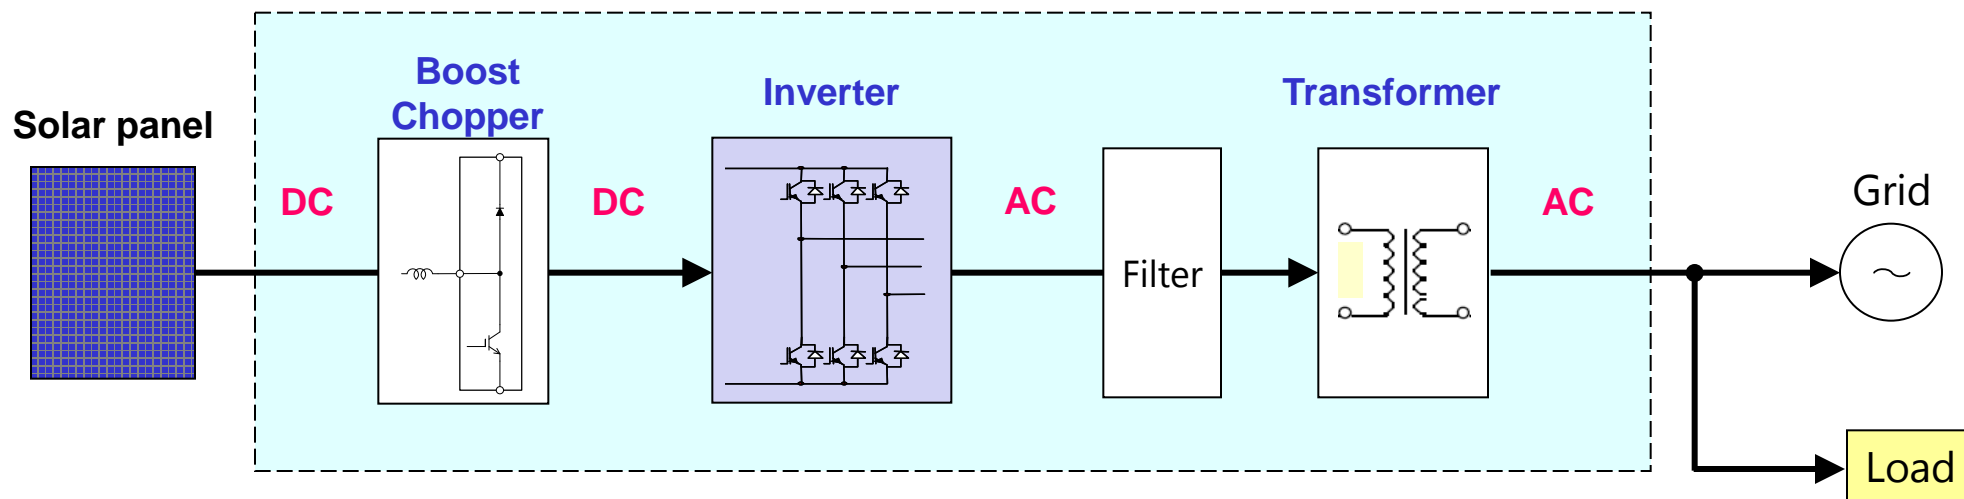 Solar panel
DC
Boost
Chopper
DC
Inverter
AC
Filter
Transformer
AC
Grid
Load